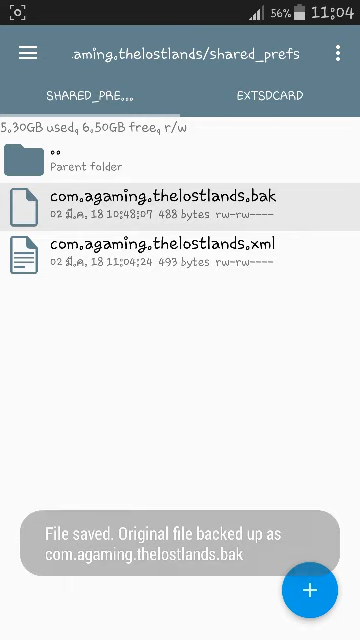 56% 11:04
.aming.thelostlands/shared_prefs
SHARED_PRE... EXTSDCARD
5.30GB used, 6.50GB free, r/w
..
Parent folder
com.agaming.thelostlands.bak
02 มี.ค. 18 10:48:07 488 bytes rw-rw----
com.agaming.thelostlands.xml
02 มี.ค. 18 11:04:24 493 bytes rw-rw----
File saved. Original file backed up as
com.agaming.thelostlands.bak